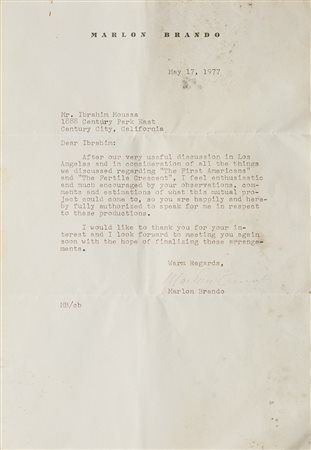 MARLON BRANDO
May 17, 1977
Mr. Ibrahim Moussa
1888 Century Park East
Century City, California
Dear Ibrahim:
After our very useful discussion in Los
Angeles and in consideration of all the things
we discussed regarding "The First Americans"
and "The Fertile Crescent", I feel enthusiastic
and much encouraged by your observations, com-
ments and estimations of what this mutual pro-
ject could come to, so you are happily and here-
by fully authorized to speak for me in respect
to these productions.
I would like to thank you for your in-
terest and I look forward to meeting you again
soon with the hope of finalizing these arrange-
ments.
Warm Regards,
Marlon Brando
Marlon Brando
MB/cb